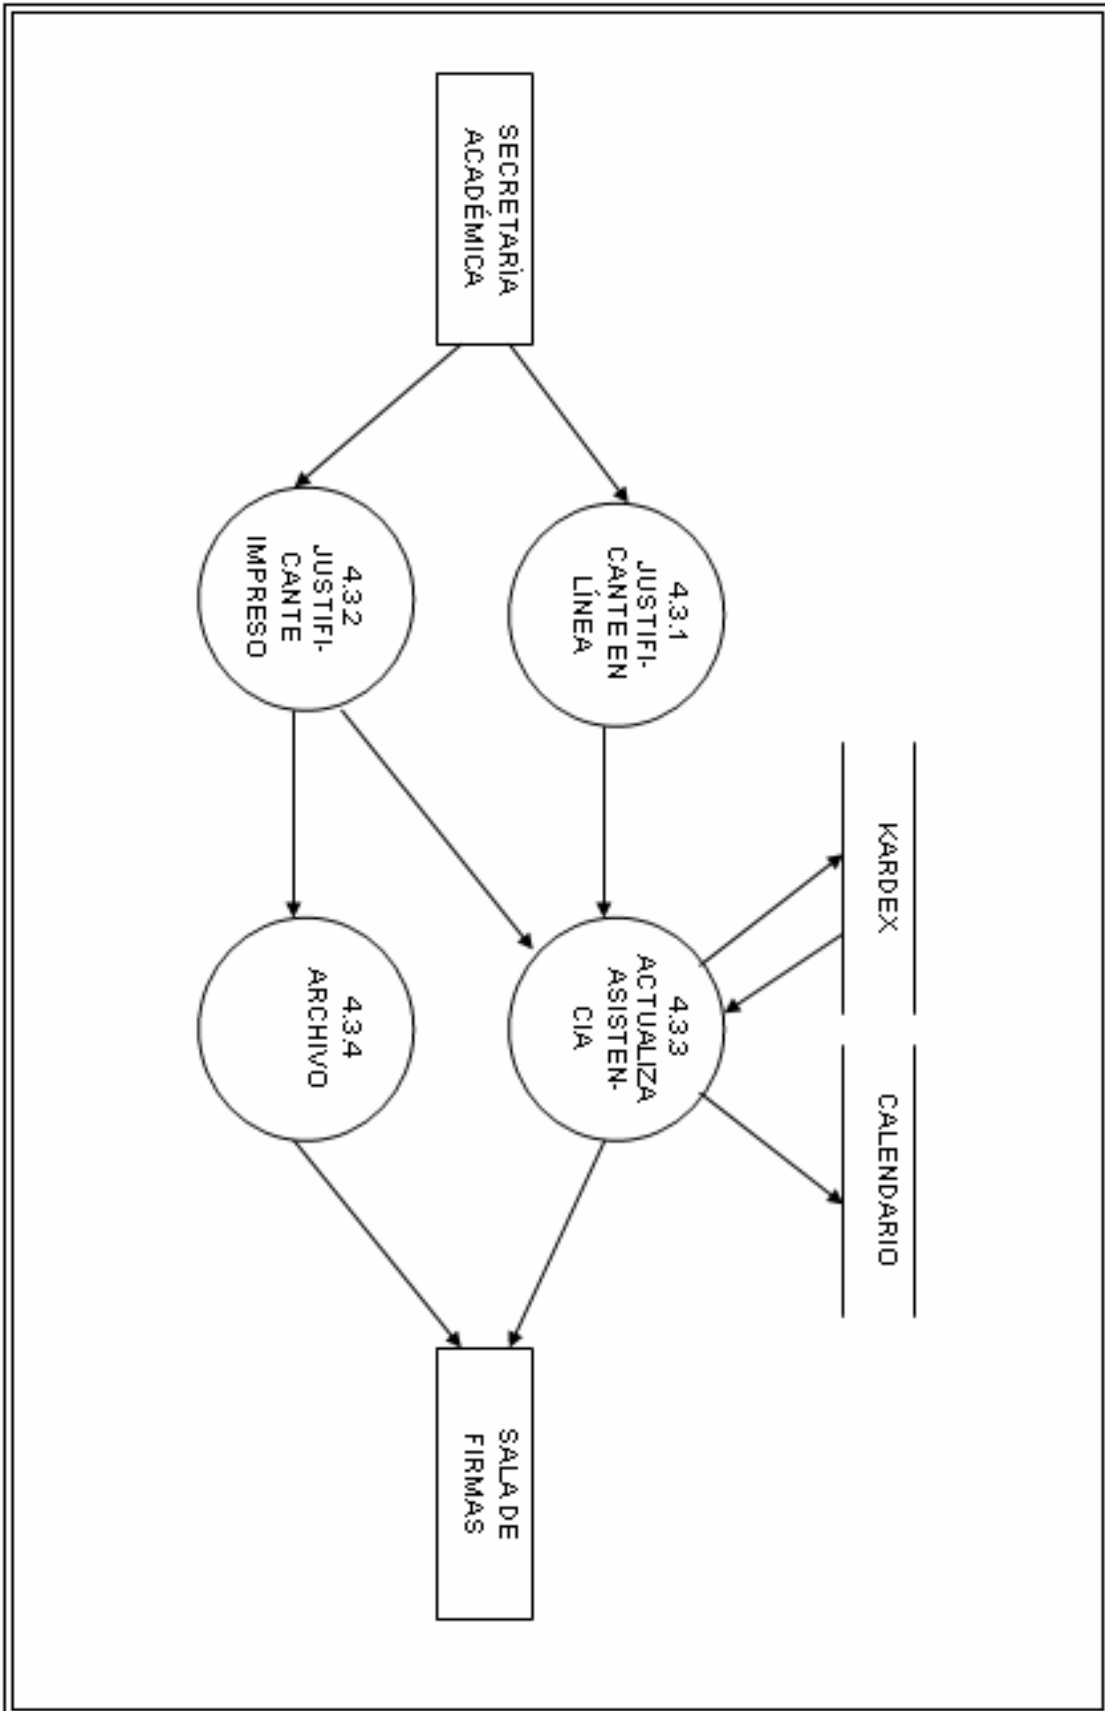 KARDEX
CALENDARIO
SECRETARÌA
ACADÉMICA
4.3.1
JUSTIFI-
CANTE EN
LÍNEA
4.3.3
ACTUALIZA
ASISTEN-
CIA
SALA DE
FIRMAS
4.3.2
JUSTIFI-
CANTE
IMPRESO
4.3.4
ARCHIVO